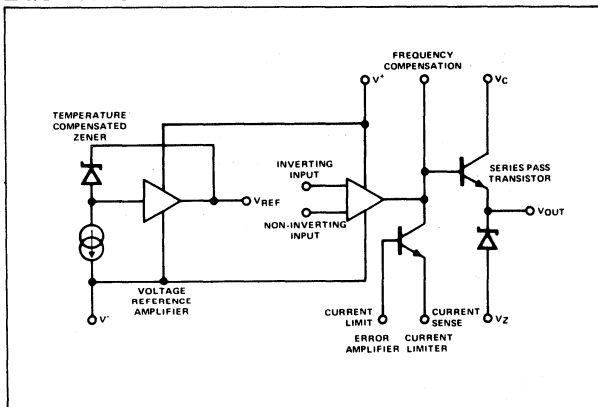 FREQUENCY
COMPENSATION
V+
VC
TEMPERATURE
COMPENSATED
ZENER
INVERTING
INPUT
SERIES PASS
TRANSISTOR
VREF
VOUT
NON-INVERTING
INPUT
VOLTAGE
REFERENCE
AMPLIFIER
V-
CURRENT
LIMIT
CURRENT
SENSE
VZ
ERROR
AMPLIFIER
CURRENT
LIMITER